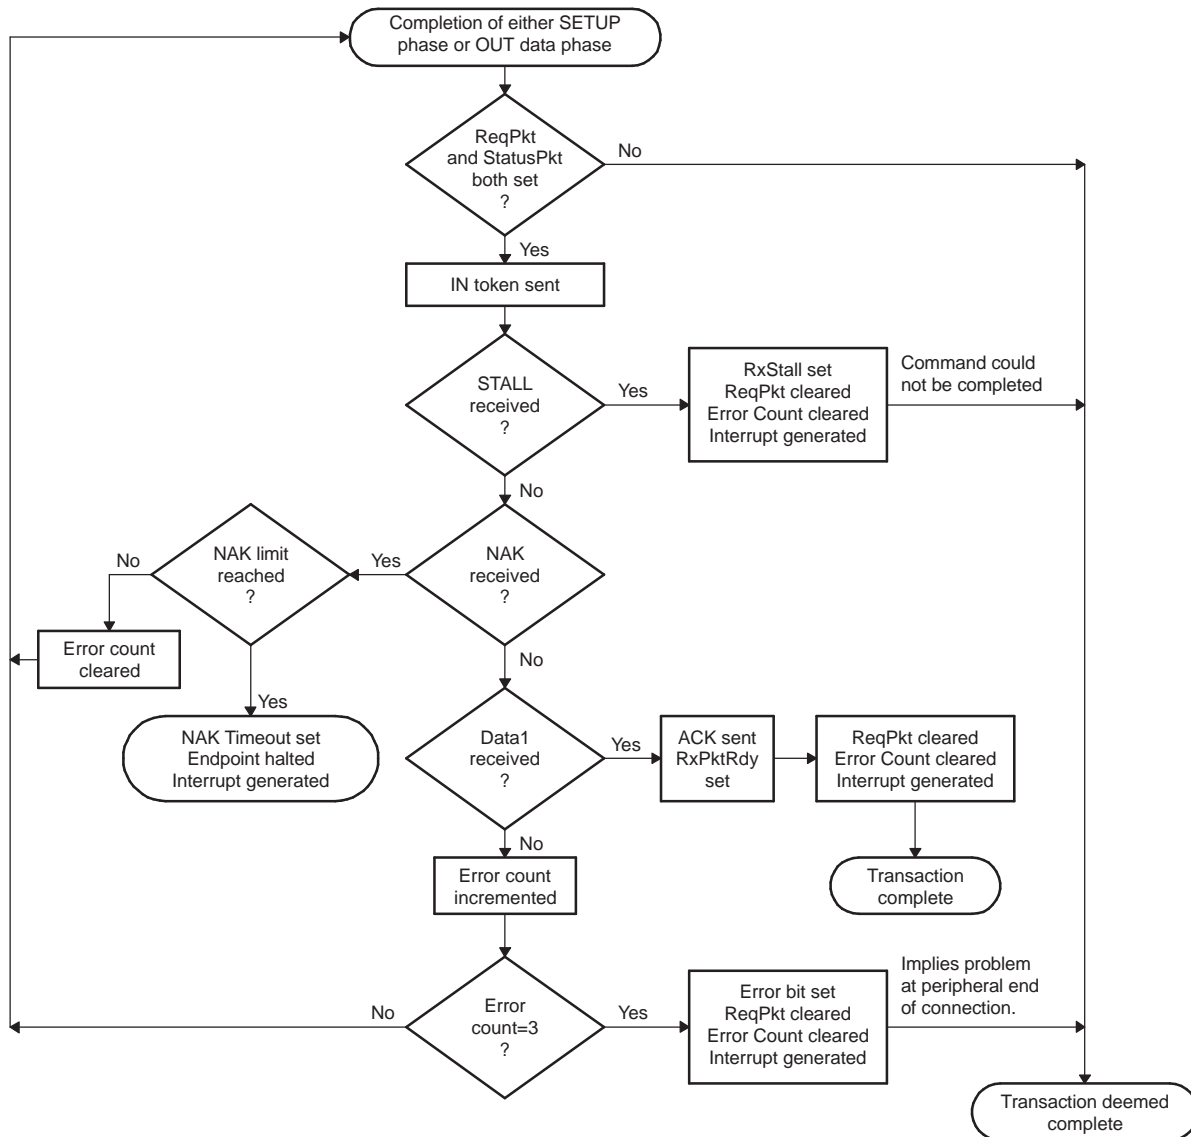 Completion of either SETUP
phase or OUT data phase
ReqPkt
and StatusPkt
both set
?
No
Yes
IN token sent
STALL
received
?
Yes
RxStall set
ReqPkt cleared
Error Count cleared
Interrupt generated
Command could
not be completed
No
NAK
received
?
Yes
NAK limit
reached
?
No
Error count
cleared
Yes
NAK Timeout set
Endpoint halted
Interrupt generated
No
Data1
received
?
Yes
ACK sent
RxPktRdy
set
ReqPkt cleared
Error Count cleared
Interrupt generated
Transaction
complete
No
Error count
incremented
Error
count=3
?
No
Yes
Error bit set
ReqPkt cleared
Error Count cleared
Interrupt generated
Implies problem
at peripheral end
of connection.
Transaction deemed
complete